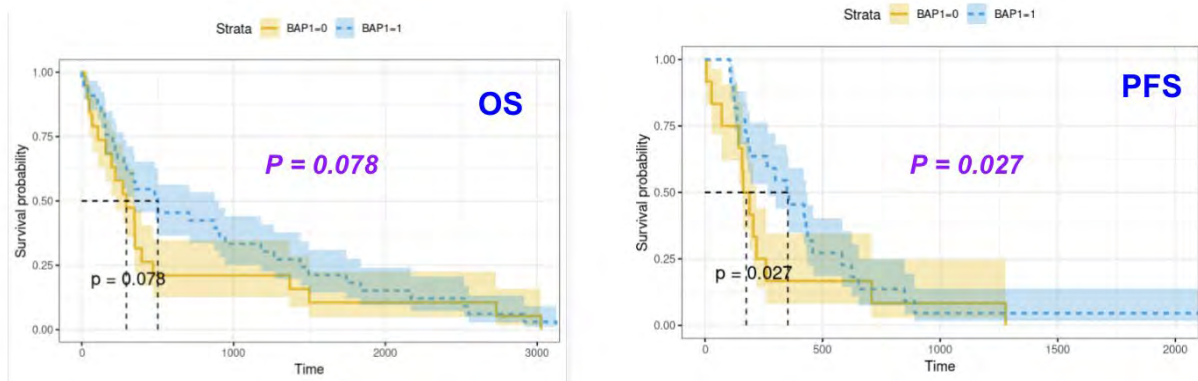 Strata BAP1=0 BAP1=1
1.00
0.75
0.50
0.25
0.00
Survival probability
OS
P = 0.078
p = 0.078
0 1000 2000 3000
Time
Strata BAP1=0 BAP1=1
1.00
0.75
0.50
0.25
0.00
Survival probability
PFS
P = 0.027
p = 0.027
0 500 1000 1500 2000
Time